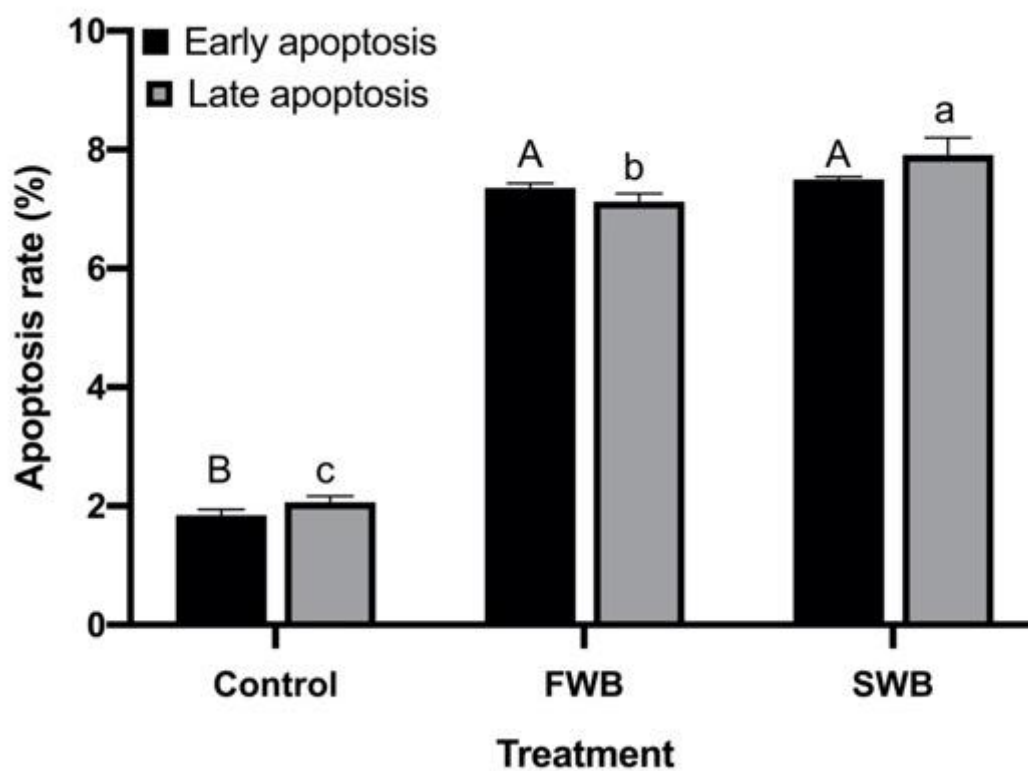 Early apoptosis
Late apoptosis
Apoptosis rate (%)
10
8
6
4
2
0
B
c
A
b
A
a
Control
FWB
SWB
Treatment